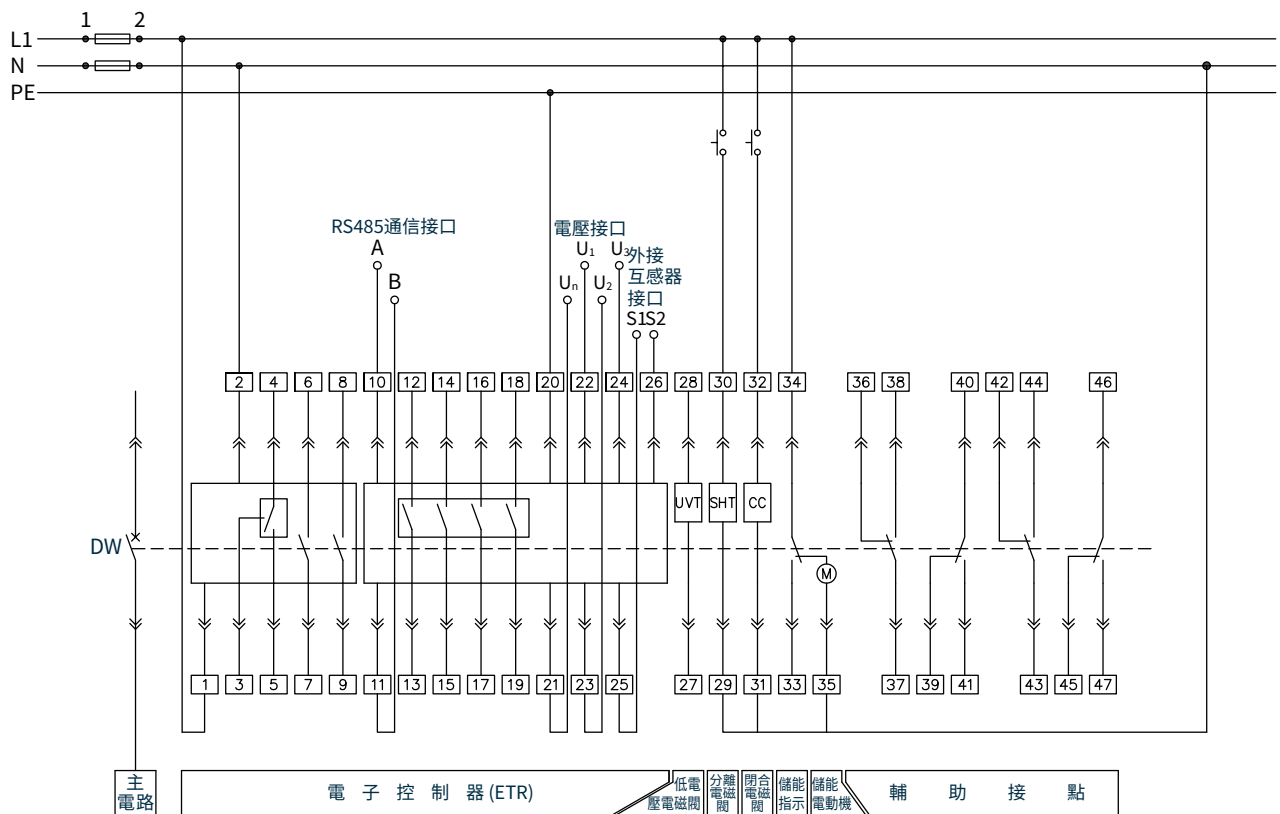 1 2
L1
N
PE
RS485通信接口
A
B
電壓接口
U1 U3
Un U2
外接
互感器
接口
S1S2
2 4 6 8 10 12 14 16 18 20 22 24 26 28 30 32 34 36 38 40 42 44 46
UVT SHT CC
DW
M
1 3 5 7 9 11 13 15 17 19 21 23 25 27 29 31 33 35 37 39 41 43 45 47
主
電路
電子控制器(ETR)
低電
壓電磁閥
分離
電磁
閥
閉合
電磁
閥
儲能
指示
儲能
電動機
輔助接點